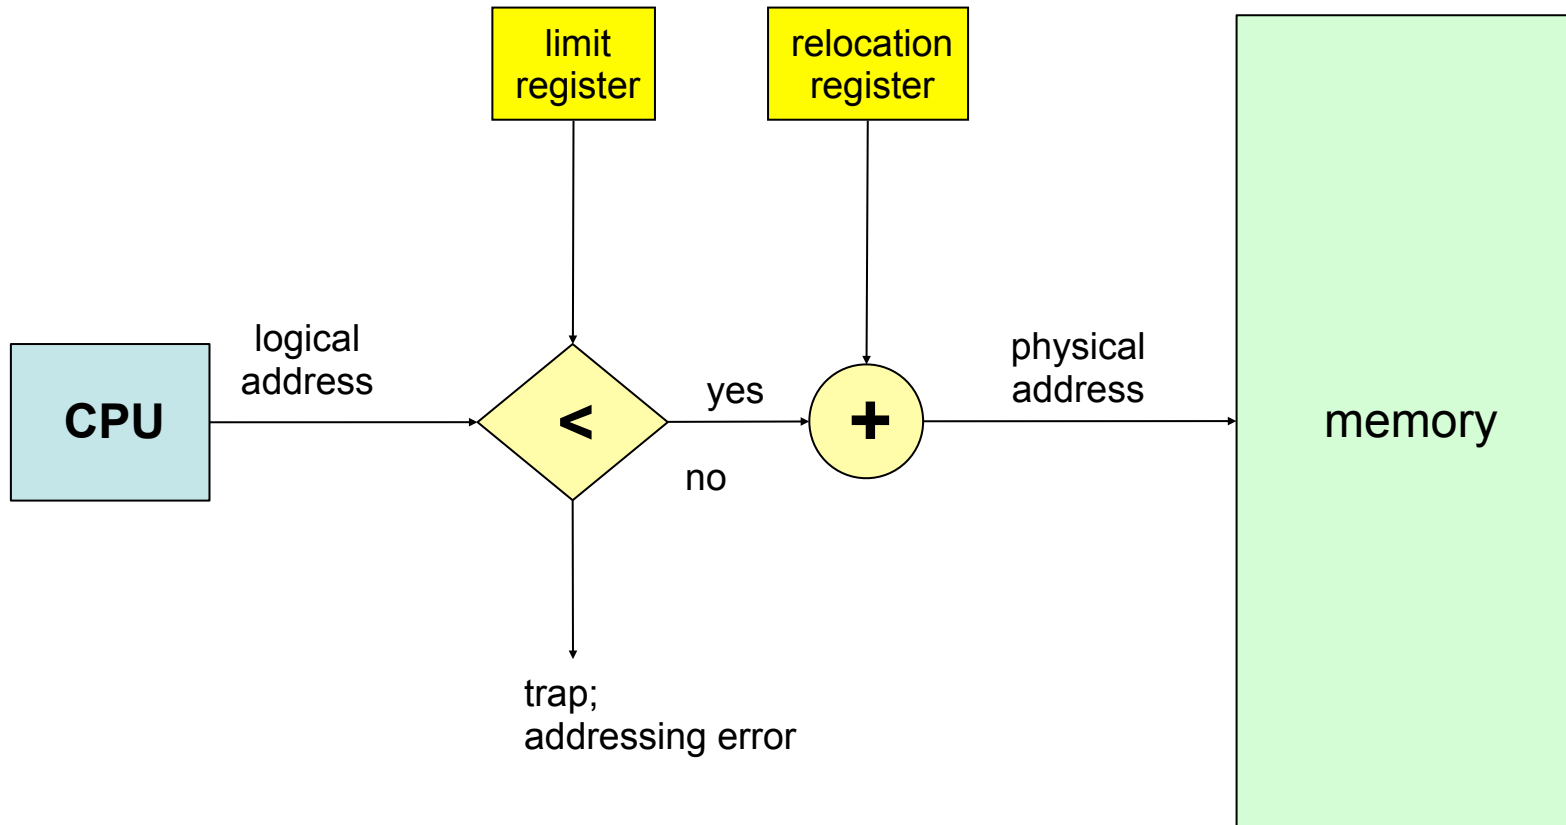 limit
register
relocation
register
logical
address
CPU
<
yes
no
+
physical
address
memory
trap;
addressing error